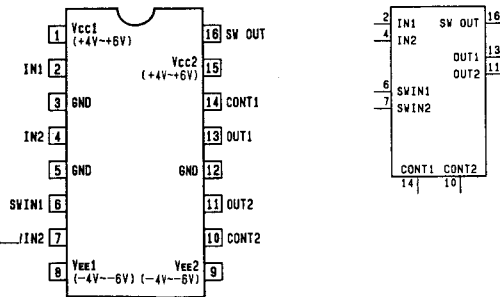 1 Vcc1 16 SW OUT
(+4V~+6V)
IN1 2 Vcc2 15
(+4V~+6V)
3 GND 14 CONT1
IN2 4 13 OUT1
5 GND GND 12
SWIN1 6 11 OUT2
/IN2 7 10 CONT2
8 VEE1 VEE2 9
(-4V~-6V) (-4V~-6V)
2 IN1 SW OUT 16
4 IN2
OUT1 13
OUT2 11
6 SWIN1
7 SWIN2
CONT1 CONT2
14 10